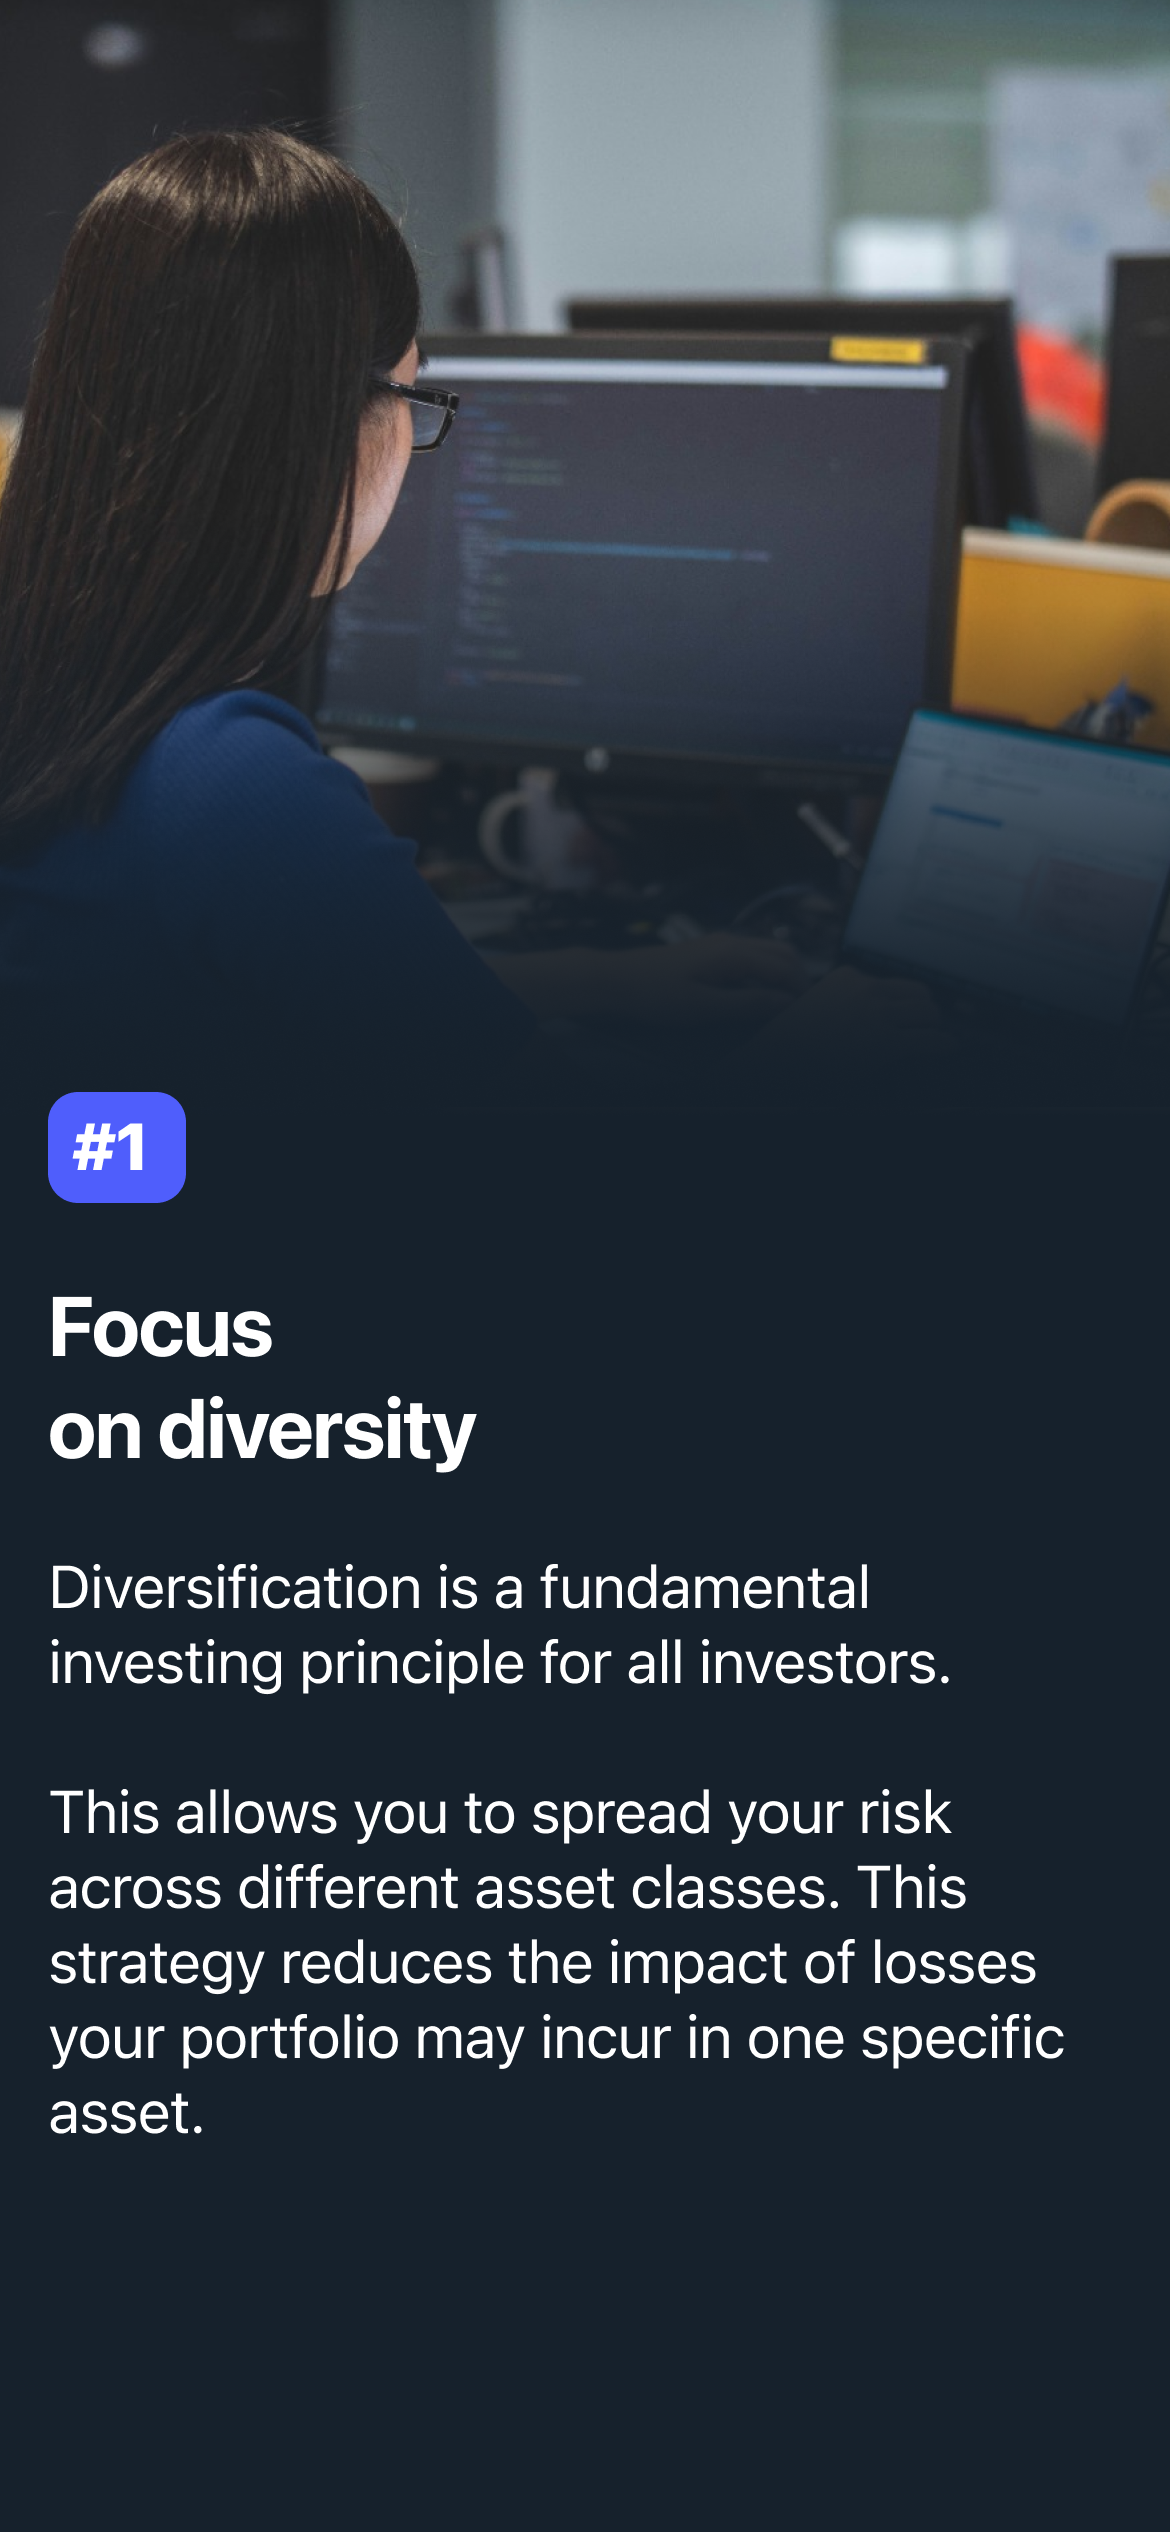 #1
Focus
on diversity
Diversification is a fundamental
investing principle for all investors.
This allows you to spread your risk
across different asset classes. This
strategy reduces the impact of losses
your portfolio may incur in one specific
asset.